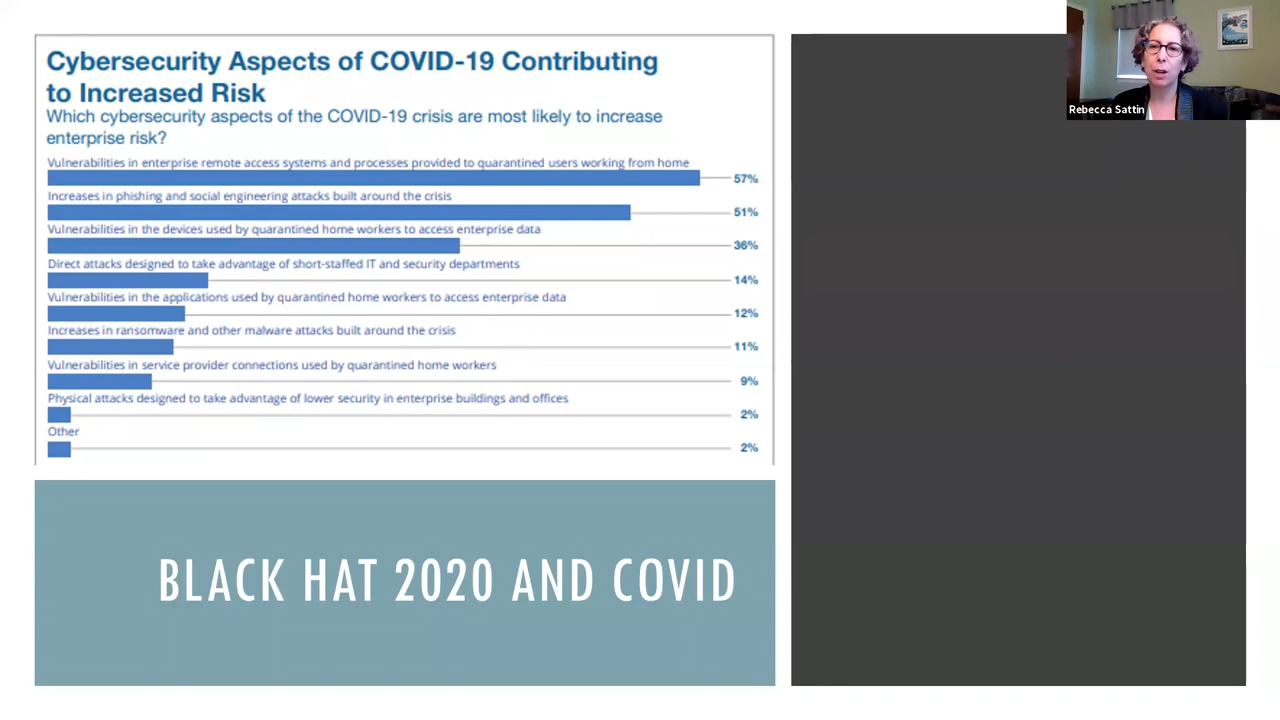 Cybersecurity Aspects of COVID-19 Contributing
to Increased Risk
Which cybersecurity aspects of the COVID-19 crisis are most likely to increase
enterprise risk?
Vulnerabilities in enterprise remote access systems and processes provided to quarantined users working from home
57%
Increases in phishing and social engineering attacks built around the crisis
51%
Vulnerabilities in the devices used by quarantined home workers to access enterprise data
36%
Direct attacks designed to take advantage of short-staffed IT and security departments
14%
Vulnerabilities in the applications used by quarantined home workers to access enterprise data
12%
Increases in ransomware and other malware attacks built around the crisis
11%
Vulnerabilities in service provider connections used by quarantined home workers
9%
Physical attacks designed to take advantage of lower security in enterprise buildings and offices
2%
Other
2%
BLACK HAT 2020 AND COVID
Rebecca Sattin